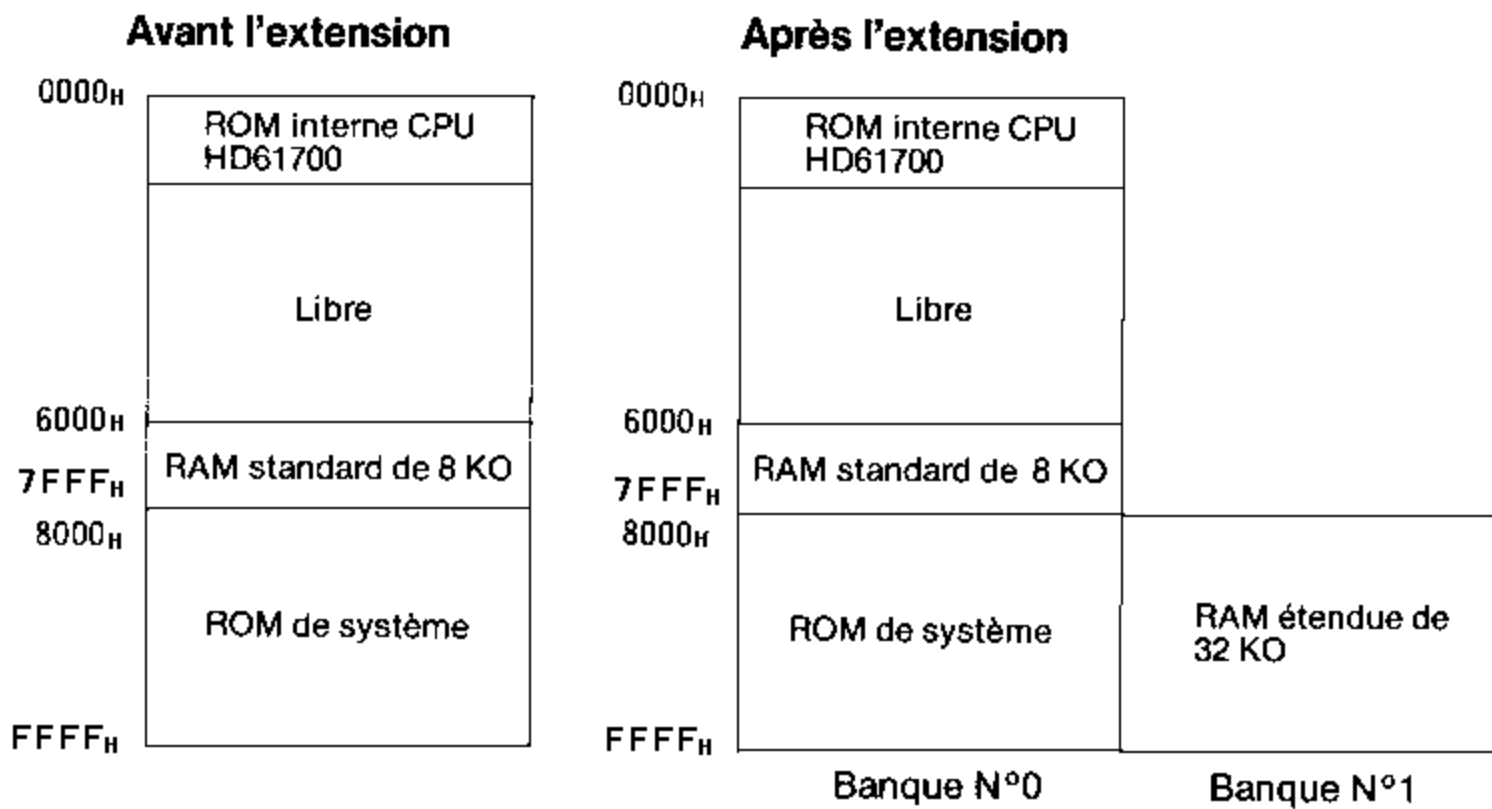 Avant l'extension
0000H
ROM interne CPU
HD61700
Libre
6000H
RAM standard de 8 KO
7FFFH
8000H
ROM de système
FFFFH
Après l'extension
0000H
ROM interne CPU
HD61700
Libre
6000H
RAM standard de 8 KO
7FFFH
8000H
ROM de système
RAM étendue de
32 KO
FFFFH
Banque N°0
Banque N°1